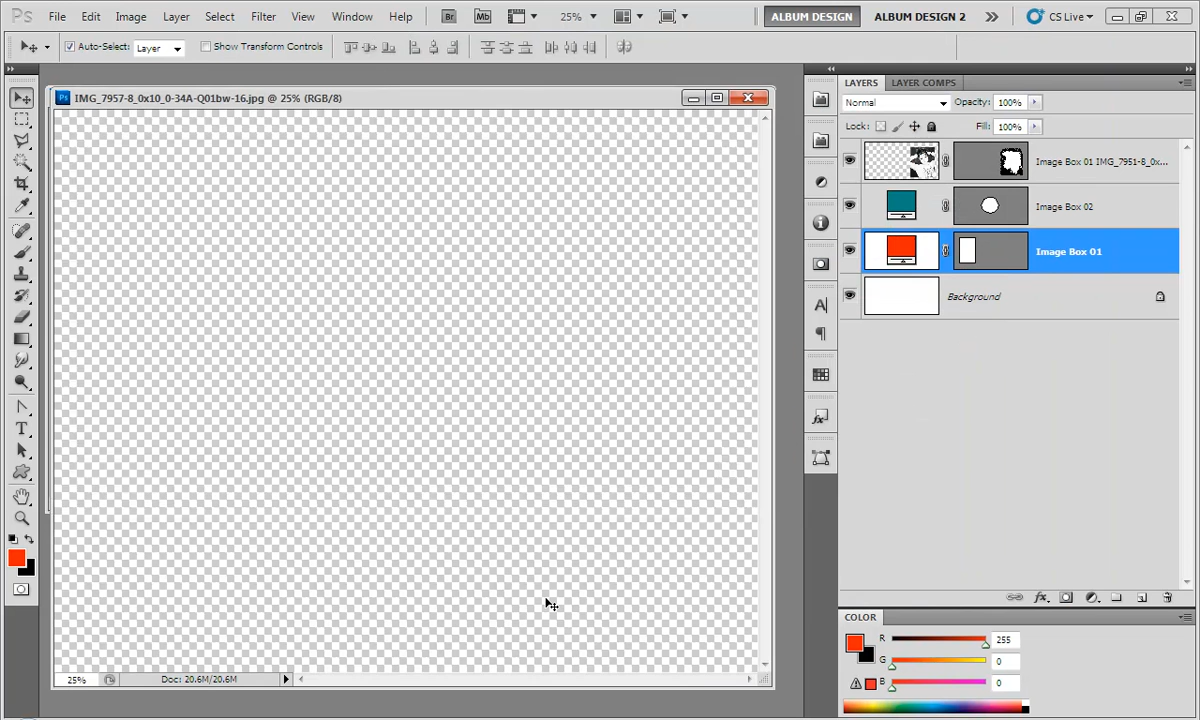 Ps File Edit Image Layer Select Filter View Window Help Br Mb 25% ALBUM DESIGN ALBUM DESIGN 2 CS Live
Auto-Select: Layer Show Transform Controls
IMG_7957-8_0x10_0-34A-Q01bw-16.jpg @ 25% (RGB/8)
LAYERS LAYER COMPS
Normal Opacity: 100%
Lock: Fill: 100%
Image Box 01 IMG_7951-8_0x...
Image Box 02
Image Box 01
Background
COLOR
R 255
G 0
B 0
25% Doc: 20.6M/20.6M